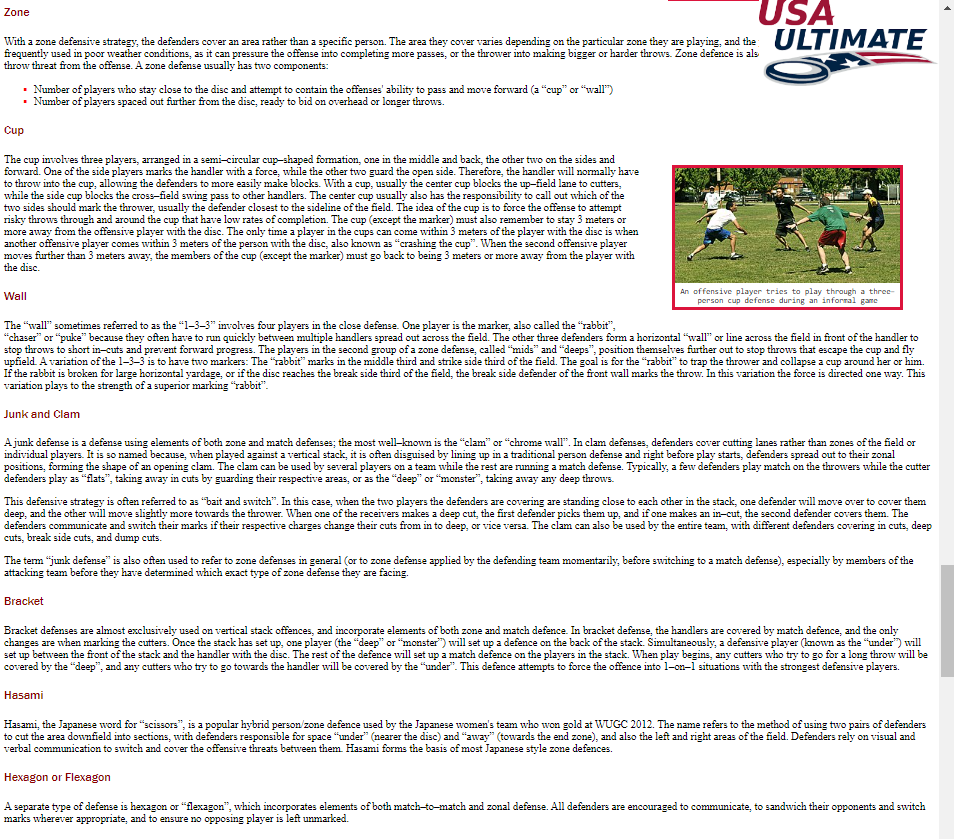 Zone
USA
ULTIMATE
With a zone defensive strategy, the defenders cover an area rather than a specific person. The area they cover varies depending on the particular zone they are playing, and the
frequently used in poor weather conditions, as it can pressure the offense into completing more passes, or the thrower into making bigger or harder throws. Zone defence is als
throw threat from the offense. A zone defense usually has two components:
▪ Number of players who stay close to the disc and attempt to contain the offenses' ability to pass and move forward (a “cup” or “wall”)
▪ Number of players spaced out further from the disc, ready to bid on overhead or longer throws.
Cup
The cup involves three players, arranged in a semi–circular cup–shaped formation, one in the middle and back, the other two on the sides and
forward. One of the side players marks the handler with a force, while the other two guard the open side. Therefore, the handler will normally have
to throw into the cup, allowing the defenders to more easily make blocks. With a cup, usually the center cup blocks the up–field lane to cutters,
while the side cup blocks the cross–field swing pass to other handlers. The center cup usually also has the responsibility to call out which of the
two sides should mark the thrower, usually the defender closest to the sideline of the field. The idea of the cup is to force the offense to attempt
risky throws through and around the cup that have low rates of completion. The cup (except the marker) must also remember to stay 3 meters or
more away from the offensive player with the disc. The only time a player in the cups can come within 3 meters of the player with the disc is when
another offensive player comes within 3 meters of the person with the disc, also known as “crashing the cup”. When the second offensive player
moves further than 3 meters away, the members of the cup (except the marker) must go back to being 3 meters or more away from the player with
the disc.
An offensive player tries to play through a three–
person cup defense during an informal game
Wall
The “wall” sometimes referred to as the “1–3–3” involves four players in the close defense. One player is the marker, also called the “rabbit”,
“chaser” or “puke” because they often have to run quickly between multiple handlers spread out across the field. The other three defenders form a horizontal “wall” or line across the field in front of the handler to
stop throws to short in–cuts and prevent forward progress. The players in the second group of a zone defense, called “mids” and “deeps”, position themselves further out to stop throws that escape the cup and fly
upfield. A variation of the 1–3–3 is to have two markers: The “rabbit” marks in the middle third and strike side third of the field. The goal is for the “rabbit” to trap the thrower and collapse a cup around her or him.
If the rabbit is broken for large horizontal yardage, or if the disc reaches the break side third of the field, the break side defender of the front wall marks the throw. In this variation the force is directed one way. This
variation plays to the strength of a superior marking “rabbit”.
Junk and Clam
A junk defense is a defense using elements of both zone and match defenses; the most well–known is the “clam” or “chrome wall”. In clam defenses, defenders cover cutting lanes rather than zones of the field or
individual players. It is so named because, when played against a vertical stack, it is often disguised by lining up in a traditional person defense and right before play starts, defenders spread out to their zonal
positions, forming the shape of an opening clam. The clam can be used by several players on a team while the rest are running a match defense. Typically, a few defenders play match on the throwers while the cutter
defenders play as “flats”, taking away in cuts by guarding their respective areas, or as the “deep” or “monster”, taking away any deep throws.
This defensive strategy is often referred to as “bait and switch”. In this case, when the two players the defenders are covering are standing close to each other in the stack, one defender will move over to cover them
deep, and the other will move slightly more towards the thrower. When one of the receivers makes a deep cut, the first defender picks them up, and if one makes an in–cut, the second defender covers them. The
defenders communicate and switch their marks if their respective charges change their cuts from in to deep, or vice versa. The clam can also be used by the entire team, with different defenders covering in cuts, deep
cuts, break side cuts, and dump cuts.
The term “junk defense” is also often used to refer to zone defenses in general (or to zone defense applied by the defending team momentarily, before switching to a match defense), especially by members of the
attacking team before they have determined which exact type of zone defense they are facing.
Bracket
Bracket defenses are almost exclusively used on vertical stack offences, and incorporate elements of both zone and match defence. In bracket defense, the handlers are covered by match defence, and the only
changes are when marking the cutters. Once the stack has set up, one player (the “deep” or “monster”) will set up a defence on the back of the stack. Simultaneously, a defensive player (known as the “under”) will
set up between the front of the stack and the handler with the disc. The rest of the defence will set up a match defence on the players in the stack. When play begins, any cutters who try to go for a long throw will be
covered by the “deep”, and any cutters who try to go towards the handler will be covered by the “under”. This defence attempts to force the offence into 1–on–1 situations with the strongest defensive players.
Hasami
Hasami, the Japanese word for “scissors”, is a popular hybrid person/zone defence used by the Japanese women's team who won gold at WUGC 2012. The name refers to the method of using two pairs of defenders
to cut the area downfield into sections, with defenders responsible for space “under” (nearer the disc) and “away” (towards the end zone), and also the left and right areas of the field. Defenders rely on visual and
verbal communication to switch and cover the offensive threats between them. Hasami forms the basis of most Japanese style zone defences.
Hexagon or Flexagon
A separate type of defense is hexagon or “flexagon”, which incorporates elements of both match–to–match and zonal defense. All defenders are encouraged to communicate, to sandwich their opponents and switch
marks wherever appropriate, and to ensure no opposing player is left unmarked.